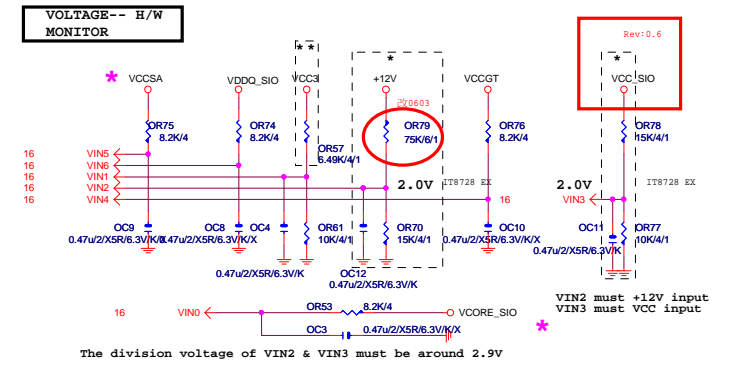 VOLTAGE-- H/W
MONITOR
Rev:0.6
* *
*
*
*
VCCSA
VDDQ_SIO
VCC3
+12V
VCCGT
VCC_SIO
0603
OR75
8.2K/4
OR74
8.2K/4
OR57
6.49K/4/1
OR79
75K/6/1
OR76
8.2K/4
OR78
15K/4/1
16 VIN5
16 VIN6
16 VIN1
16 VIN2
16 VIN4
2.0V
IT8728 EX
16
2.0V
IT8728 EX
VIN3
OC9
0.47u/2/X5R/6.3V/K/X
OC8
0.47u/2/X5R/6.3V/K/X
OC4
0.47u/2/X5R/6.3V/K
OR61
10K/4/1
OC12
0.47u/2/X5R/6.3V/K
OR70
15K/4/1
OC10
0.47u/2/X5R/6.3V/K/X
OC11
0.47u/2/X5R/6.3V/K
OR77
10K/4/1
VIN2 must +12V input
VIN3 must VCC input
*
16 VIN0
OR53 8.2K/4
VCORE_SIO
OC3 0.47u/2/X5R/6.3V/K/X
The division voltage of VIN2 & VIN3 must be around 2.9V